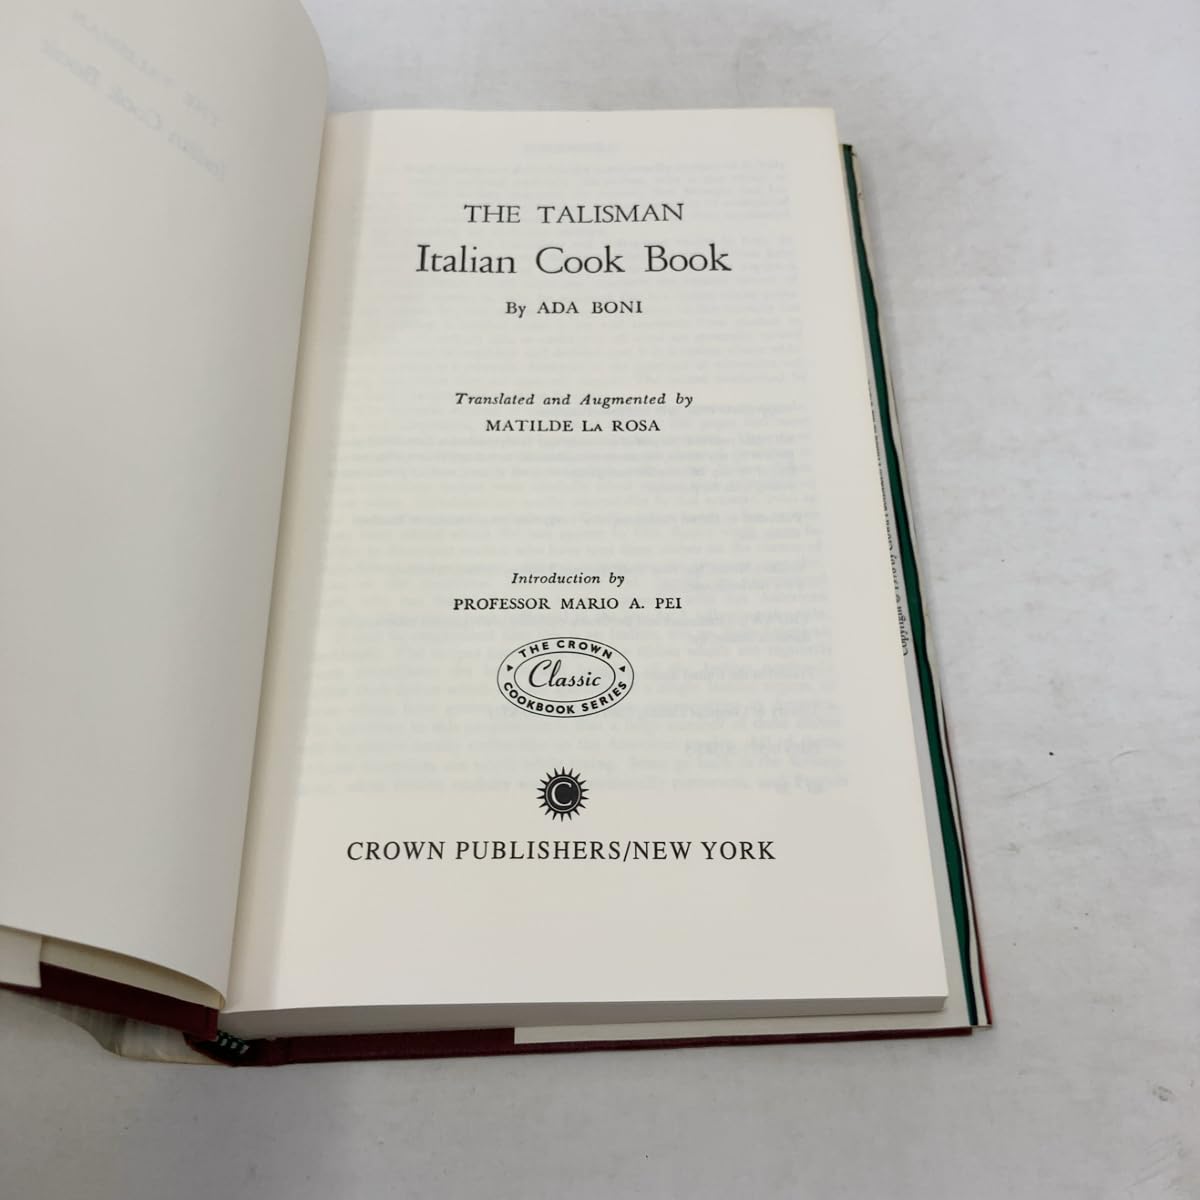 THE TALISMAN
Italian Cook Book
By ADA BONI
Translated and Augmented by
MATILDE LA ROSA
Introduction by
PROFESSOR MARIO A. PEI
THE CROWN
Classic
COOKBOOK SERIES
C
CROWN PUBLISHERS/NEW YORK